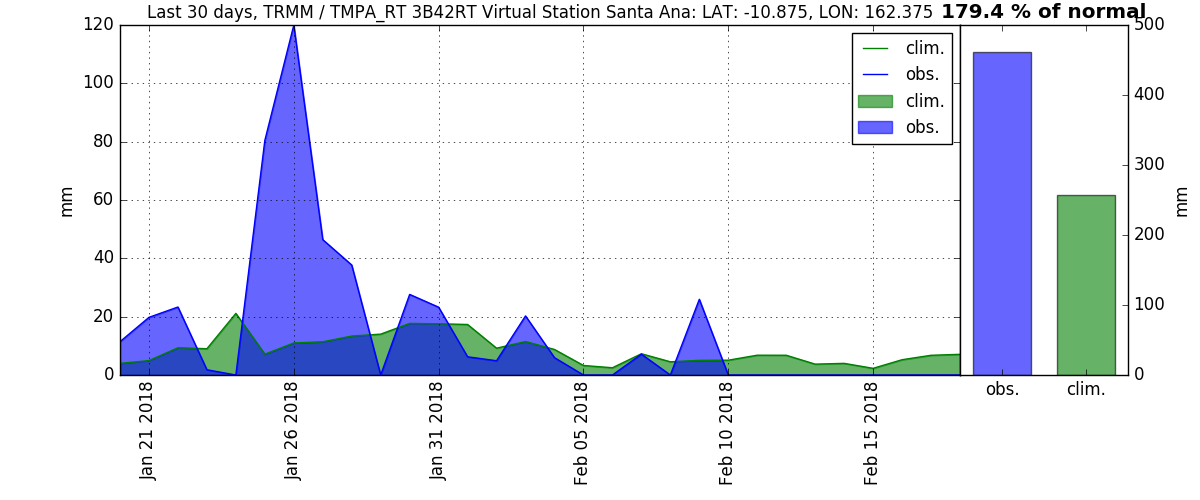 Last 30 days, TRMM / TMPA_RT 3B42RT Virtual Station Santa Ana: LAT: -10.875, LON: 162.375 179.4 % of normal
120
100
80
60
40
20
0
mm
clim.
obs.
clim.
obs.
Jan 21 2018
Jan 26 2018
Jan 31 2018
Feb 05 2018
Feb 10 2018
Feb 15 2018
500
400
300
200
100
0
mm
obs.
clim.